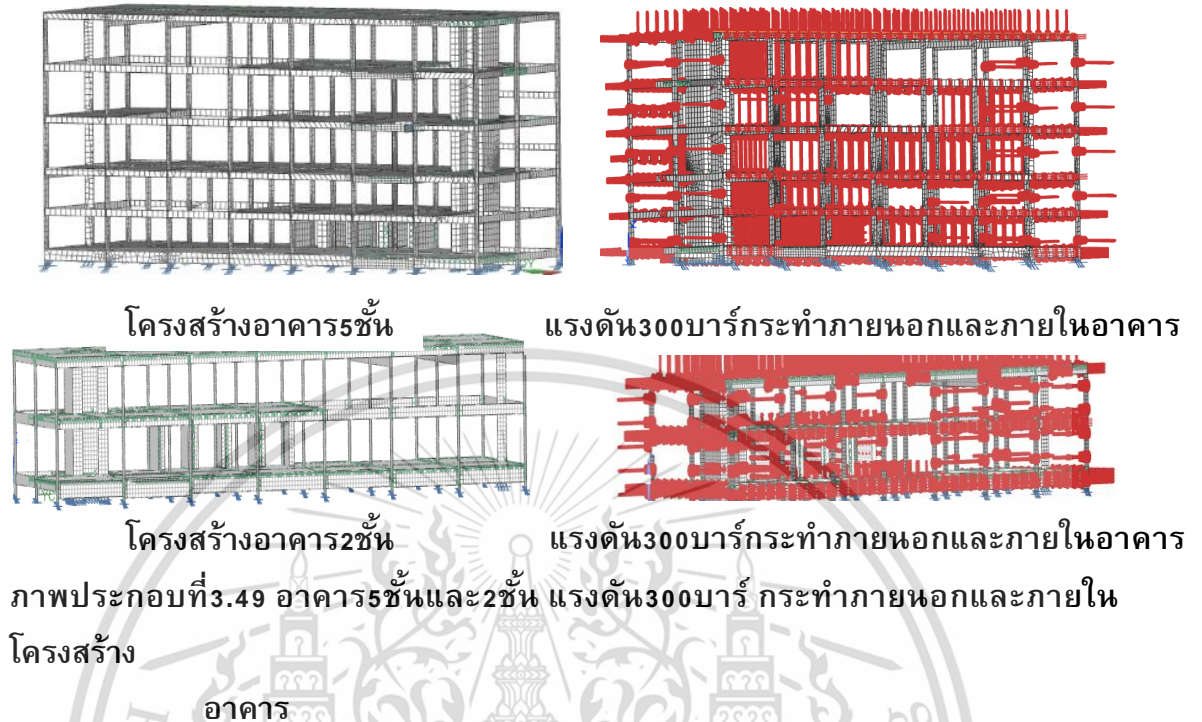 โครงสร้างอาคาร5ชั้น
แรงดัน300บาร์กระทำภายนอกและภายในอาคาร
โครงสร้างอาคาร2ชั้น
แรงดัน300บาร์กระทำภายนอกและภายในอาคาร
ภาพประกอบที่3.49 อาคาร5ชั้นและ2ชั้น แรงดัน300บาร์ กระทำภายนอกและภายใน
โครงสร้าง
อาคาร